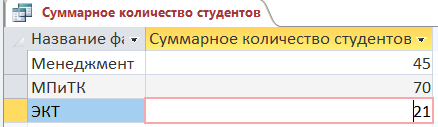 Суммарное количество студентов
Название фа Суммарное количество студентов
Менеджмент 45
МПиТК 70
ЭКТ 21